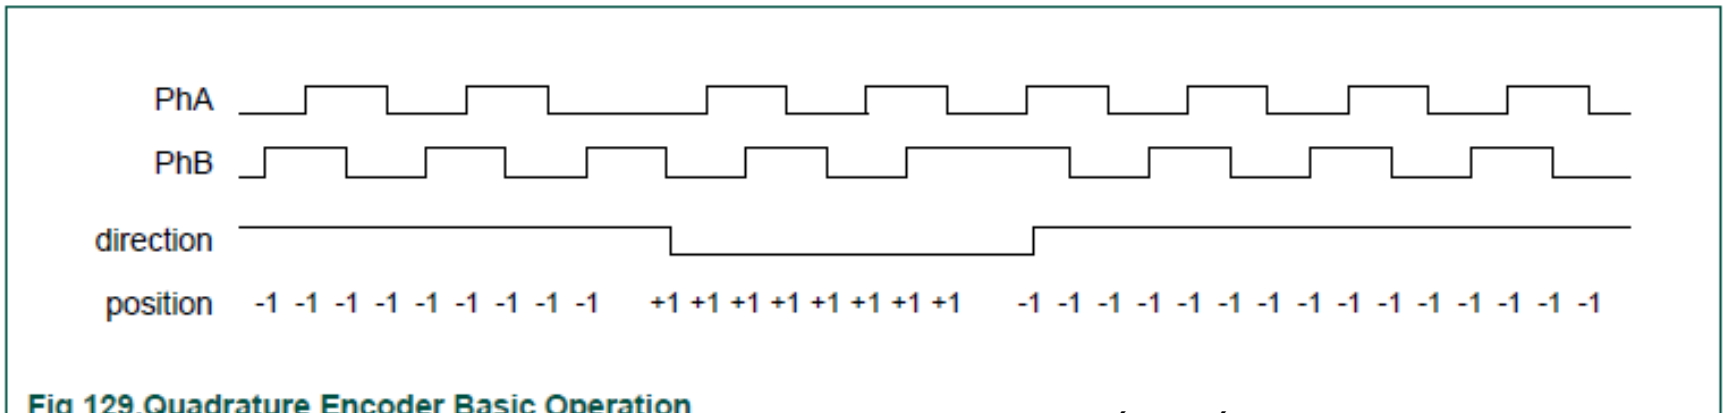 PhA
PhB
direction
position -1 -1 -1 -1 -1 -1 -1 -1 -1 +1 +1 +1 +1 +1 +1 +1 +1 -1 -1 -1 -1 -1 -1 -1 -1 -1 -1 -1 -1 -1 -1 -1
Fig 129.Quadrature Encoder Basic Operation